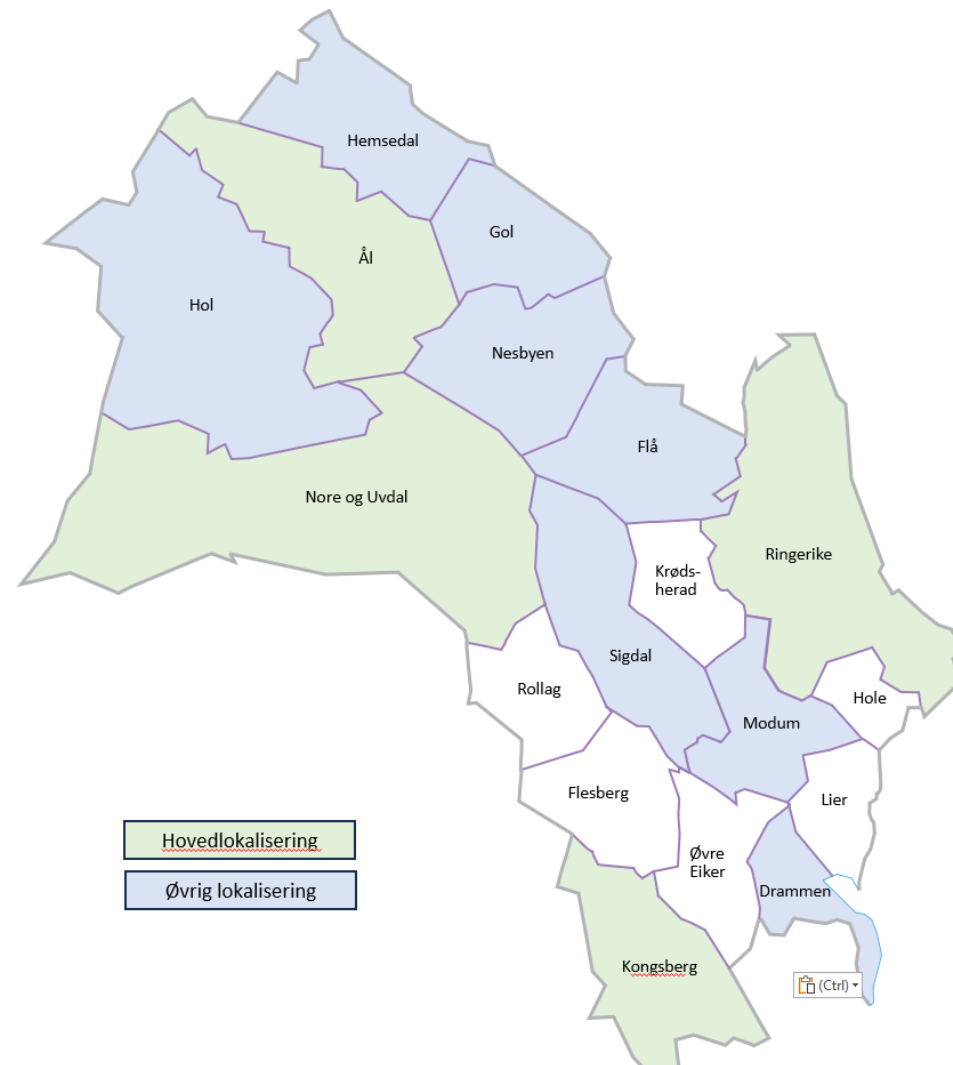 Hemsedal
Gol
Ål
Hol
Nesbyen
Flå
Nore og Uvdal
Ringerike
Krøds-
herad
Sigdal
Rollag
Hole
Modum
Flesberg
Lier
Hovedlokalisering
Øvre
Eiker
Øvrig lokalisering
Drammen
Kongsberg
(Ctrl)